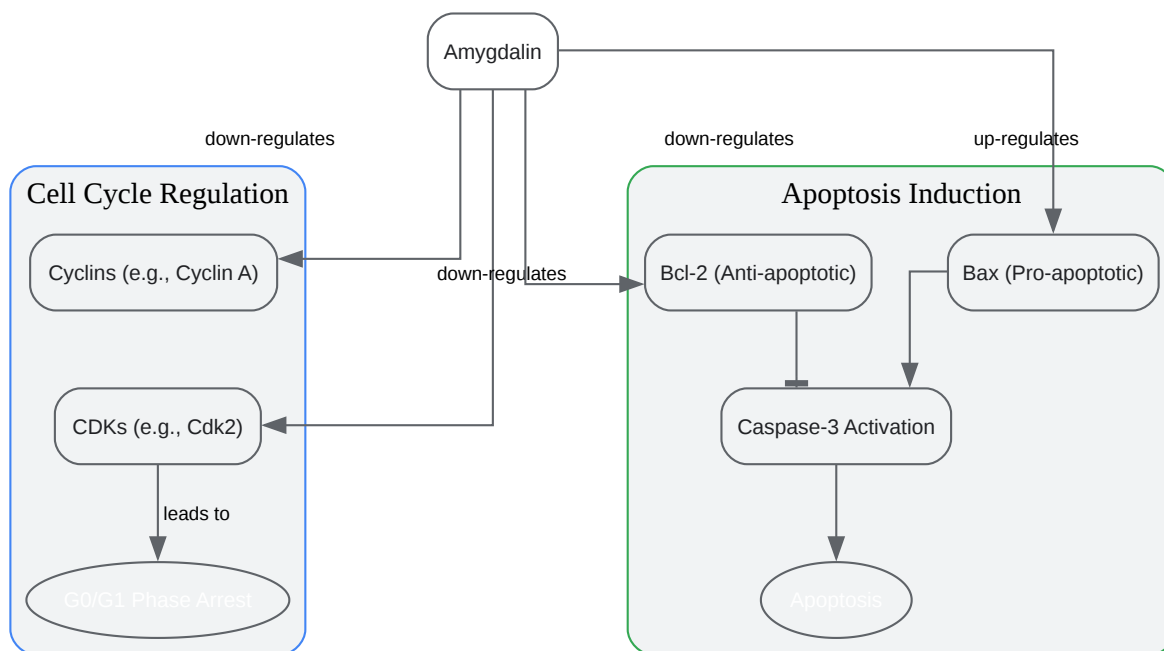 Amygdalin
down-regulates
down-regulates
up-regulates
Cell Cycle Regulation
Apoptosis Induction
Cyclins (e.g., Cyclin A)
down-regulates
Bcl-2 (Anti-apoptotic)
Bax (Pro-apoptotic)
CDKs (e.g., Cdk2)
Caspase-3 Activation
leads to
G0/G1 Phase Arrest
Apoptosis